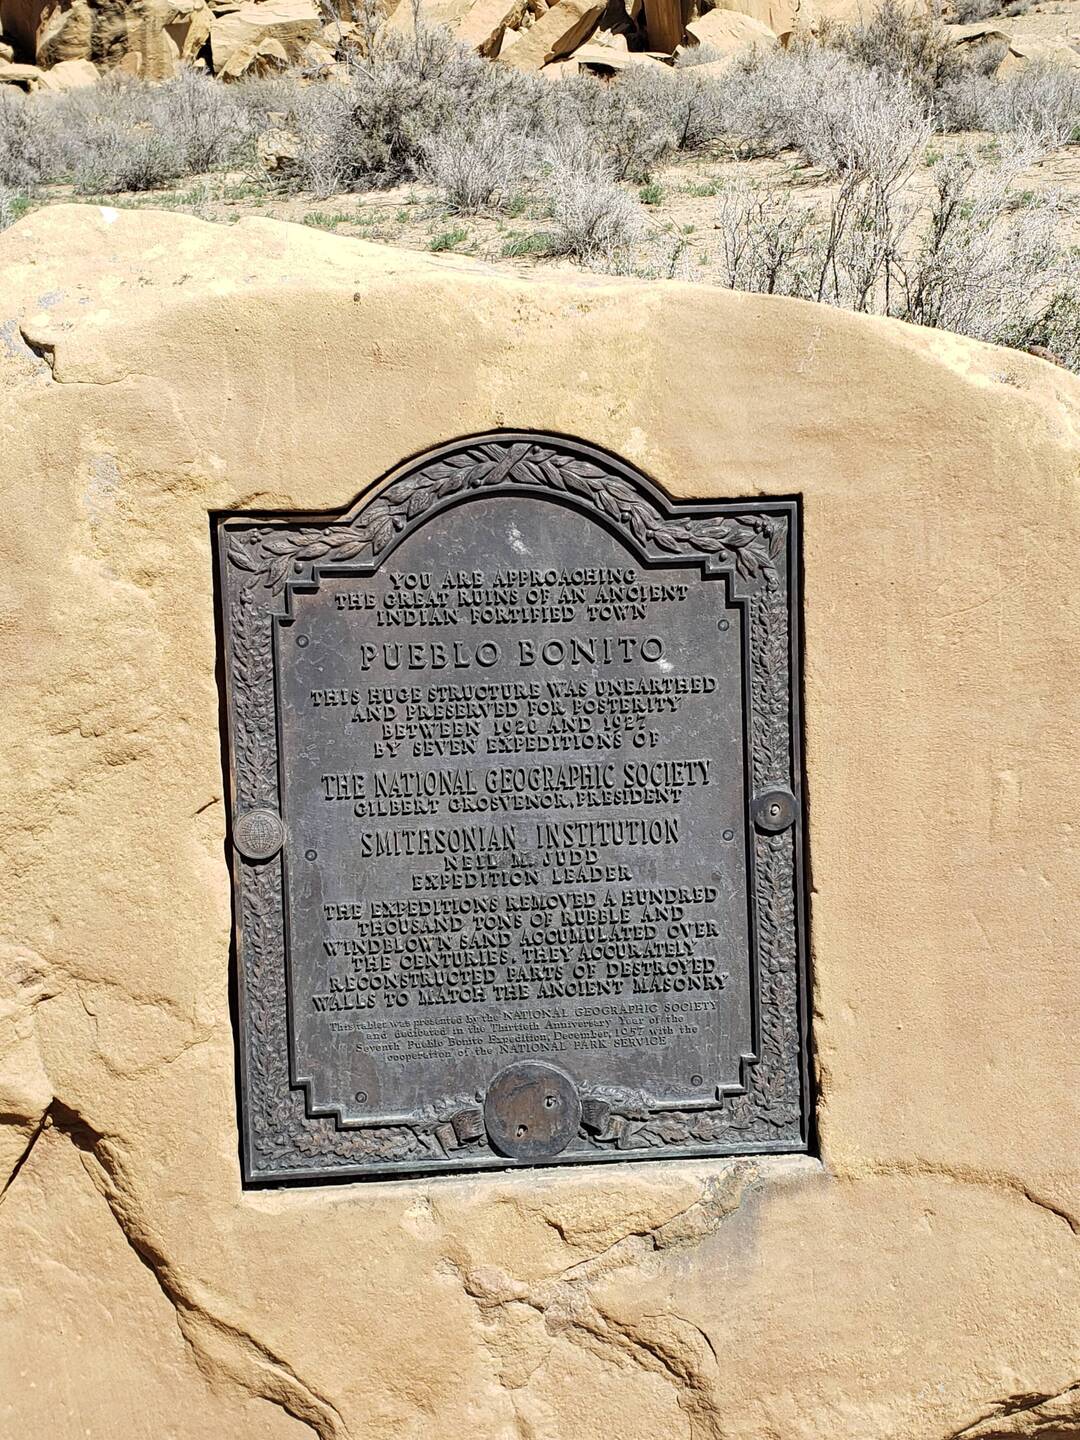 YOU ARE APPROACHING
THE GREAT RUINS OF AN ANCIENT
INDIAN FORTIFIED TOWN
PUEBLO BONITO
THIS HUGE STRUCTURE WAS UNEARTHED
AND PRESERVED FOR POSTERITY
BETWEEN 1920 AND 1927
BY SEVEN EXPEDITIONS OF
THE NATIONAL GEOGRAPHIC SOCIETY
GILBERT GROSVENOR, PRESIDENT
SMITHSONIAN INSTITUTION
NEIL M. JUDD
EXPEDITION LEADER
THE EXPEDITIONS REMOVED A HUNDRED
THOUSAND TONS OF RUBBLE AND
WINDBLOWN SAND ACCUMULATED OVER
THE CENTURIES. THEY ACCURATELY
RECONSTRUCTED PARTS OF DESTROYED
WALLS TO MATCH THE ANCIENT MASONRY
This tablet was presented by the NATIONAL GEOGRAPHIC SOCIETY
and dedicated in the Thirtieth Anniversary Year of the
Seventh Pueblo Bonito Expedition, December, 1957 with the
cooperation of the NATIONAL PARK SERVICE